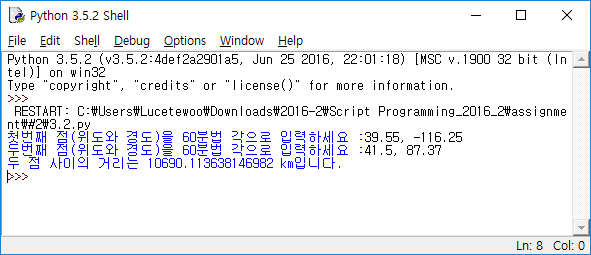 Python 3.5.2 Shell
File Edit Shell Debug Options Window Help
Python 3.5.2 (v3.5.2:4def2a2901a5, Jun 25 2016, 22:01:18) [MSC v.1900 32 bit (In
tel)] on win32
Type "copyright", "credits" or "license()" for more information.
>>>
RESTART: C:₩Users₩Lucetewoo₩Downloads₩2016-2₩Script Programming_2016_2₩assignme
nt₩#2₩3.2.py
첫번째 점(위도와 경도)을 60분법 각으로 입력하세요 :39.55, -116.25
두번째 점(위도와 경도)을 60분법 각으로 입력하세요 :41.5, 87.37
두 점 사이의 거리는 10690.113638146982 km입니다.
>>>
Ln: 8 Col: 0